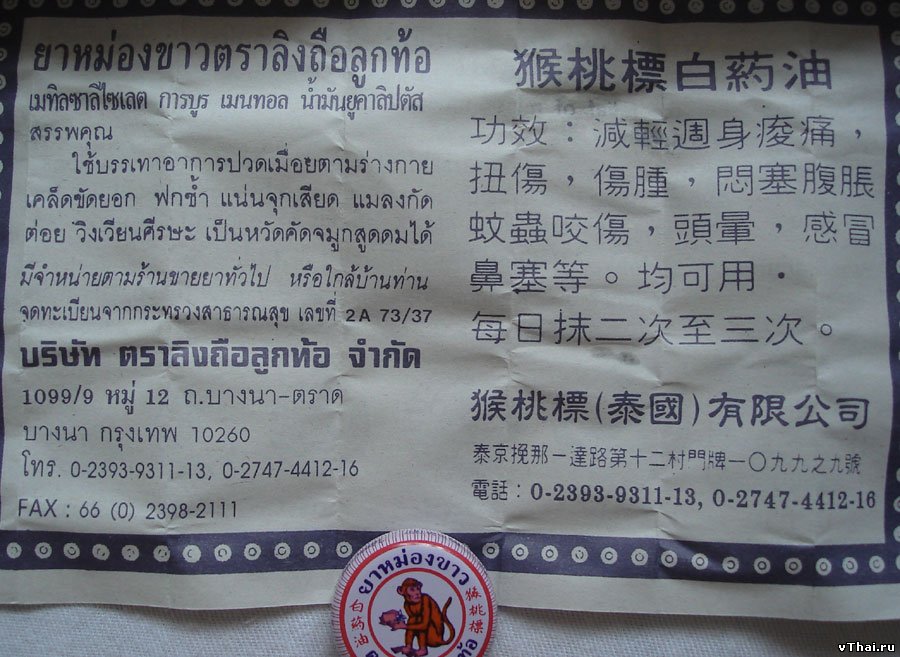 ยาหม่องขาวตราลิงถือลูกท้อ
เมทิลซาลีไซเลต การบูร เมนทอล น้ำมันยูคาลิปตัส
สรรพคุณ
ใช้บรรเทาอาการปวดเมื่อยตามร่างกาย
เคล็ดขัดยอก ฟกช้ำ แน่นจุกเสียด แมลงกัด
ต่อย วิงเวียนศีรษะ เป็นหวัดคัดจมูกสูดดมได้
มีจำหน่ายตามร้านขายยาทั่วไป หรือใกล้บ้านท่าน
จุดทะเบียนจากกระทรวงสาธารณสุข เลขที่ 2A 73/37
บริษัท ตราลิงถือลูกท้อ จำกัด
1099/9 หมู่ 12 ถ.บางนา-ตราด
บางนา กรุงเทพ 10260
โทร. 0-2393-9311-13, 0-2747-4412-16
FAX : 66 (0) 2398-2111
猴桃標白葯油
功效：減輕週身痠痛，
扭傷，傷腫，悶塞腹脹
蚊蟲咬傷，頭暈，感冒
鼻塞等。均可用．
每日抹二次至三次。
猴桃標(泰國)有限公司
泰京挽那一達路第十二村門牌一〇九九之九號
電話：0-2393-9311-13, 0-2747-4412-16
ยาหม่องขาว
白葯油
猴桃標
vThai.ru